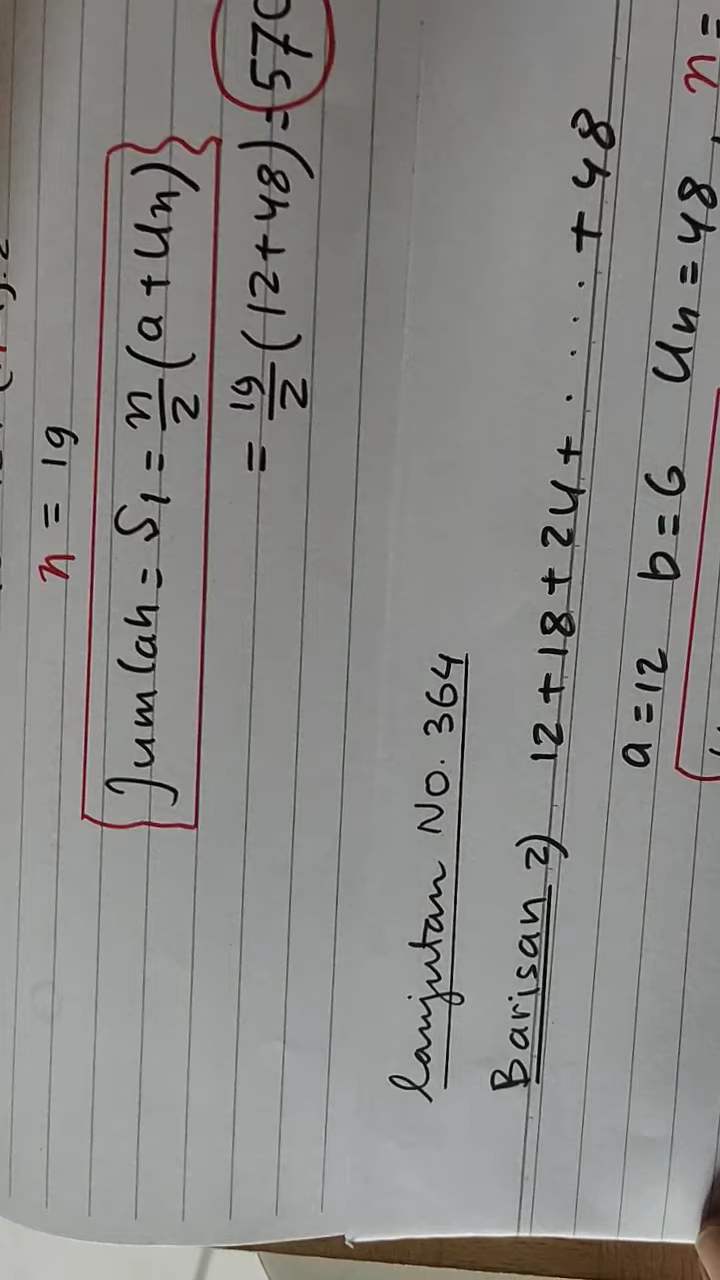 n = 19
Jumlah = S1 = n/2 (a + Un)
= 19/2 (12 + 48) = 570
lanjutan No. 364
Barisan 2) 12 + 18 + 24 + ..... + 48
a = 12 b = 6 Un = 48 , n =